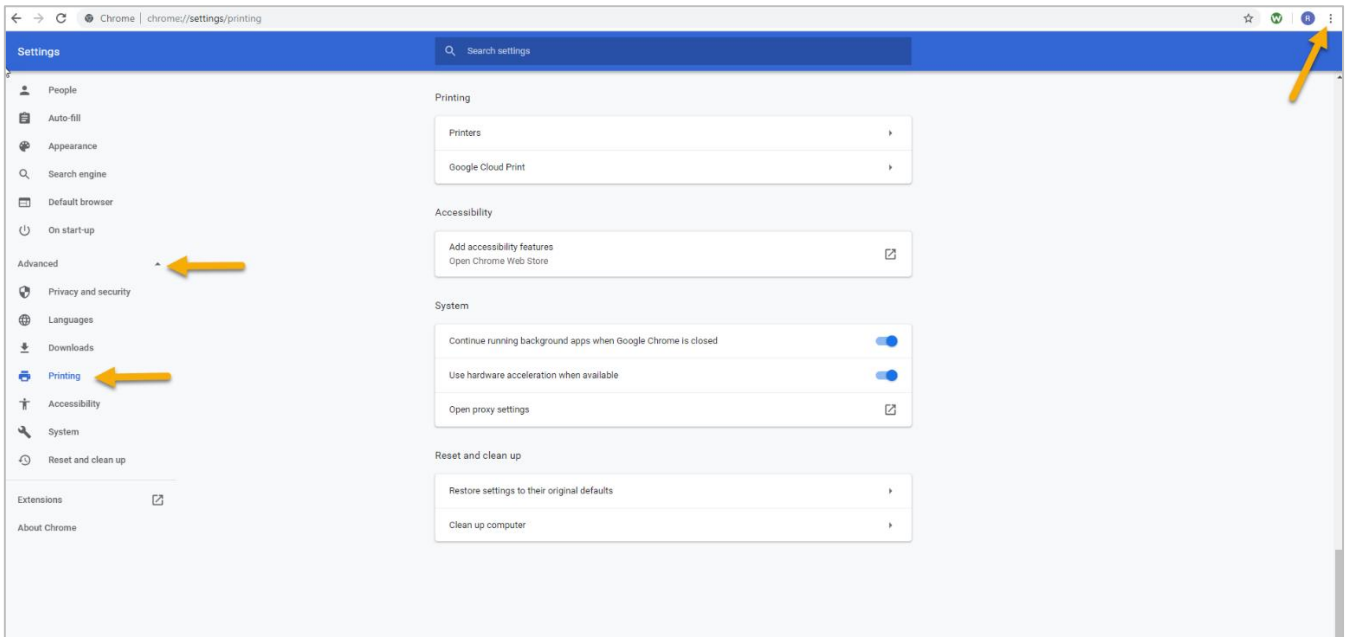 Chrome | chrome://settings/printing
W
R
Settings
Search settings
People
Auto-fill
Appearance
Search engine
Default browser
On start-up
Advanced
Privacy and security
Languages
Downloads
Printing
Accessibility
System
Reset and clean up
Extensions
About Chrome
Printing
Printers
Google Cloud Print
Accessibility
Add accessibility features
Open Chrome Web Store
System
Continue running background apps when Google Chrome is closed
Use hardware acceleration when available
Open proxy settings
Reset and clean up
Restore settings to their original defaults
Clean up computer